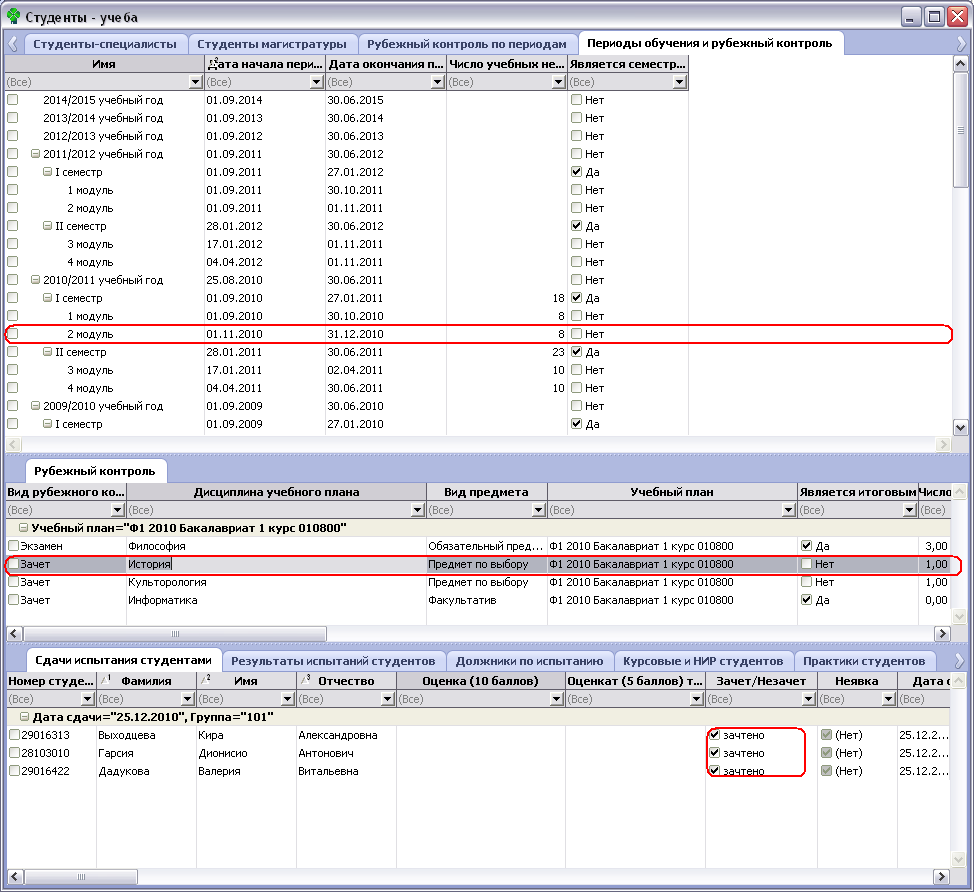 Студенты - учеба
Студенты-специалисты Студенты магистратуры Рубежный контроль по периодам Периоды обучения и рубежный контроль
Имя Дата начала пери... Дата окончания п... Число учебных не... Является семестр...
(Все) (Все) (Все) (Все) (Все)
2014/2015 учебный год 01.09.2014 30.06.2015 Нет
2013/2014 учебный год 01.09.2013 30.06.2014 Нет
2012/2013 учебный год 01.09.2012 30.06.2013 Нет
2011/2012 учебный год 01.09.2011 30.06.2012 Нет
I семестр 01.09.2011 27.01.2012 Да
1 модуль 01.09.2011 30.10.2011 Нет
2 модуль 01.09.2011 01.11.2011 Нет
II семестр 28.01.2012 30.06.2012 Да
3 модуль 17.01.2012 01.11.2011 Нет
4 модуль 04.04.2012 01.11.2011 Нет
2010/2011 учебный год 25.08.2010 30.06.2011 Нет
I семестр 01.09.2010 27.01.2011 18 Да
1 модуль 01.09.2010 30.10.2010 8 Нет
2 модуль 01.11.2010 31.12.2010 8 Нет
II семестр 28.01.2011 30.06.2011 23 Да
3 модуль 17.01.2011 02.04.2011 10 Нет
4 модуль 04.04.2011 30.06.2011 10 Нет
2009/2010 учебный год 01.09.2009 30.06.2010 Нет
I семестр 01.09.2009 27.01.2010 Да
Рубежный контроль
Вид рубежного ко... Дисциплина учебного плана Вид предмета Учебный план Является итоговым Число
(Все) (Все) (Все) (Все) (Все) (Все)
Учебный план="Ф1 2010 Бакалавриат 1 курс 010800"
Экзамен Философия Обязательный пред... Ф1 2010 Бакалавриат 1 курс 010800 Да 3,00
Зачет История Предмет по выбору Ф1 2010 Бакалавриат 1 курс 010800 Нет 1,00
Зачет Культорология Предмет по выбору Ф1 2010 Бакалавриат 1 курс 010800 Нет 1,00
Зачет Информатика Факультатив Ф1 2010 Бакалавриат 1 курс 010800 Да 0,00
Сдачи испытания студентами Результаты испытаний студентов Должники по испытанию Курсовые и НИР студентов Практики студентов
Номер студе... 1 Фамилия 2 Имя 3 Отчество Оценка (10 баллов) Оценкат (5 баллов) т... Зачет/Незачет Неявка Дата с
(Все) (Все) (Все) (Все) (Все) (Все) (Все) (Все) (Все)
Дата сдачи="25.12.2010", Группа="101"
29016313 Выходцева Кира Александровна зачтено (Нет) 25.12.2...
28103010 Гарсия Дионисио Антонович зачтено (Нет) 25.12.2...
29016422 Дадукова Валерия Витальевна зачтено (Нет) 25.12.2...